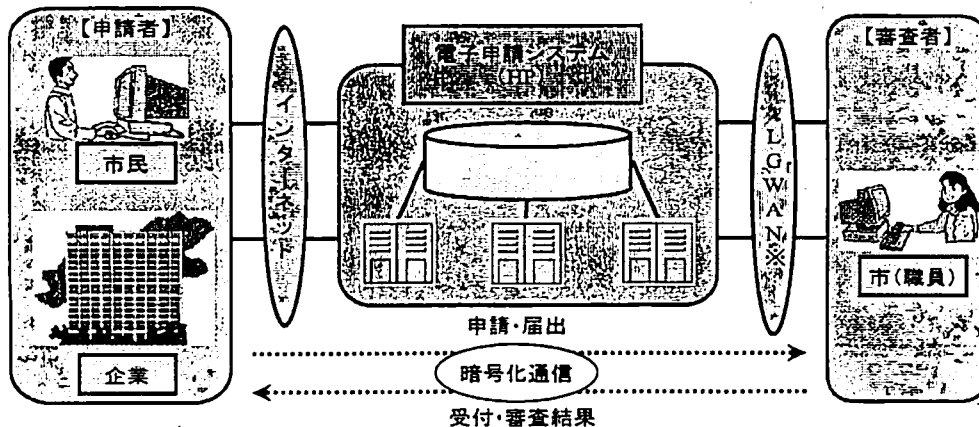 【申請者】
市民
企業
インターネット
電子申請システム
(HP)
LGWAN※
【審査者】
市(職員)
申請・届出
暗号化通信
受付・審査結果